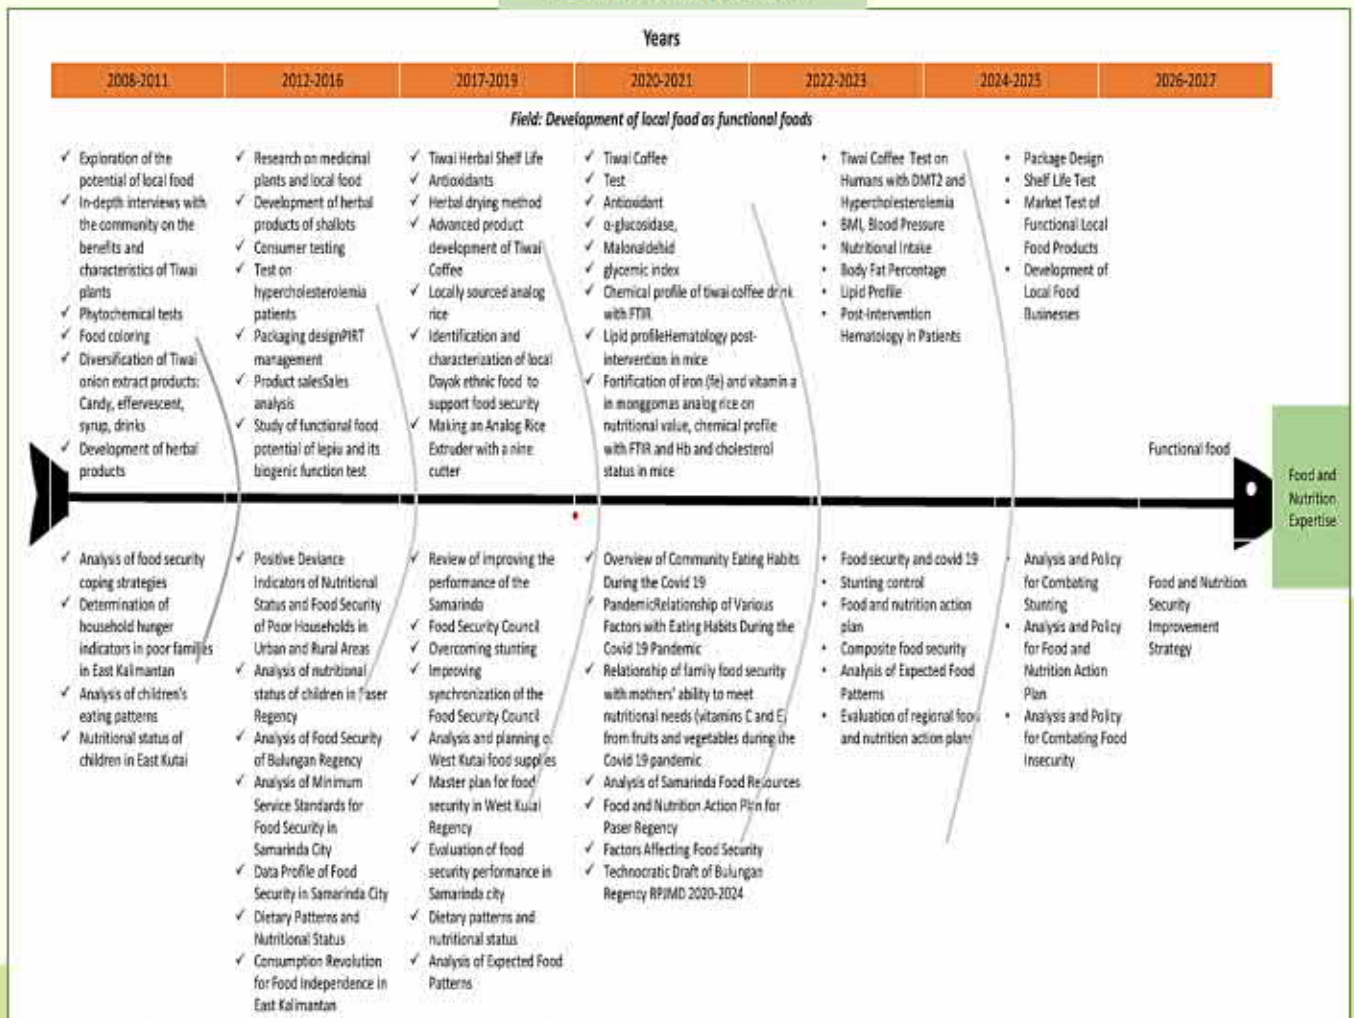 Years
2008-2011
2012-2016
2017-2019
2020-2021
2022-2023
2024-2025
2026-2027
Field: Development of local food as functional foods
✓ Exploration of the
potential of local food
✓ In-depth interviews with
the community on the
benefits and
characteristics of Tiwai
plants
✓ Phytochemical tests
✓ Food coloring
✓ Diversification of Tiwai
onion extract products:
Candy, effervescent,
syrup, drinks
✓ Development of herbal
products
✓ Research on medicinal
plants and local food
✓ Development of herbal
products of shallots
✓ Consumer testing
✓ Test on
hypercholesterolemia
patients
✓ Packaging designPIRT
management
✓ Product salesSales
analysis
✓ Study of functional food
potential of lepiu and its
biogenic function test
✓ Tiwai Herbal Shelf Life
✓ Antioxidants
✓ Herbal drying method
✓ Advanced product
development of Tiwai
Coffee
✓ Locally sourced analog
rice
✓ Identification and
characterization of local
Dayak ethnic food to
support food security
✓ Making an Analog Rice
Extruder with a nine
cutter
✓ Tiwai Coffee
✓ Test
✓ Antioxidant
✓ α-glucosidase,
✓ Malonaldehid
✓ glycemic index
✓ Chemical profile of tiwai coffee drink
with FTIR
✓ Lipid profileHematology post-
intervention in mice
✓ Fortification of iron (fe) and vitamin a
in monggomas analog rice on
nutritional value, chemical profile
with FTIR and Hb and cholesterol
status in mice
• Tiwai Coffee Test on
Humans with DMT2 and
Hypercholesterolemia
• BMI, Blood Pressure
• Nutritional Intake
• Body Fat Percentage
• Lipid Profile
• Post-Intervention
Hematology in Patients
• Package Design
• Shelf Life Test
• Market Test of
Functional Local
Food Products
• Development of
Local Food
Businesses
Functional food
Food and
Nutrition
Expertise
✓ Analysis of food security
coping strategies
✓ Determination of
household hunger
indicators in poor families
in East Kalimantan
✓ Analysis of children's
eating patterns
✓ Nutritional status of
children in East Kutai
✓ Positive Deviance
Indicators of Nutritional
Status and Food Security
of Poor Households in
Urban and Rural Areas
✓ Analysis of nutritional
status of children in Paser
Regency
✓ Analysis of Food Security
of Bulungan Regency
✓ Analysis of Minimum
Service Standards for
Food Security in
Samarinda City
✓ Data Profile of Food
Security in Samarinda City
✓ Dietary Patterns and
Nutritional Status
✓ Consumption Revolution
for Food Independence in
East Kalimantan
✓ Review of improving the
performance of the
Samarinda
✓ Food Security Council
✓ Overcoming stunting
✓ Improving
synchronization of the
Food Security Council
✓ Analysis and planning of
West Kutai food supplies
✓ Master plan for food
security in West Kutai
Regency
✓ Evaluation of food
security performance in
Samarinda city
✓ Dietary patterns and
nutritional status
✓ Analysis of Expected Food
Patterns
✓ Overview of Community Eating Habits
During the Covid 19
✓ PandemicRelationship of Various
Factors with Eating Habits During the
Covid 19 Pandemic
✓ Relationship of family food security
with mothers' ability to meet
nutritional needs (vitamins C and E)
from fruits and vegetables during the
Covid 19 pandemic
✓ Analysis of Samarinda Food Resources
✓ Food and Nutrition Action Plan for
Paser Regency
✓ Factors Affecting Food Security
✓ Technocratic Draft of Bulungan
Regency RPJMD 2020-2024
• Food security and covid 19
• Stunting control
• Food and nutrition action
plan
• Composite food security
• Analysis of Expected Food
Patterns
• Evaluation of regional food
and nutrition action plans
• Analysis and Policy
for Combating
Stunting
• Analysis and Policy
for Food and
Nutrition Action
Plan
• Analysis and Policy
for Combating Food
Insecurity
Food and Nutrition
Security
Improvement
Strategy